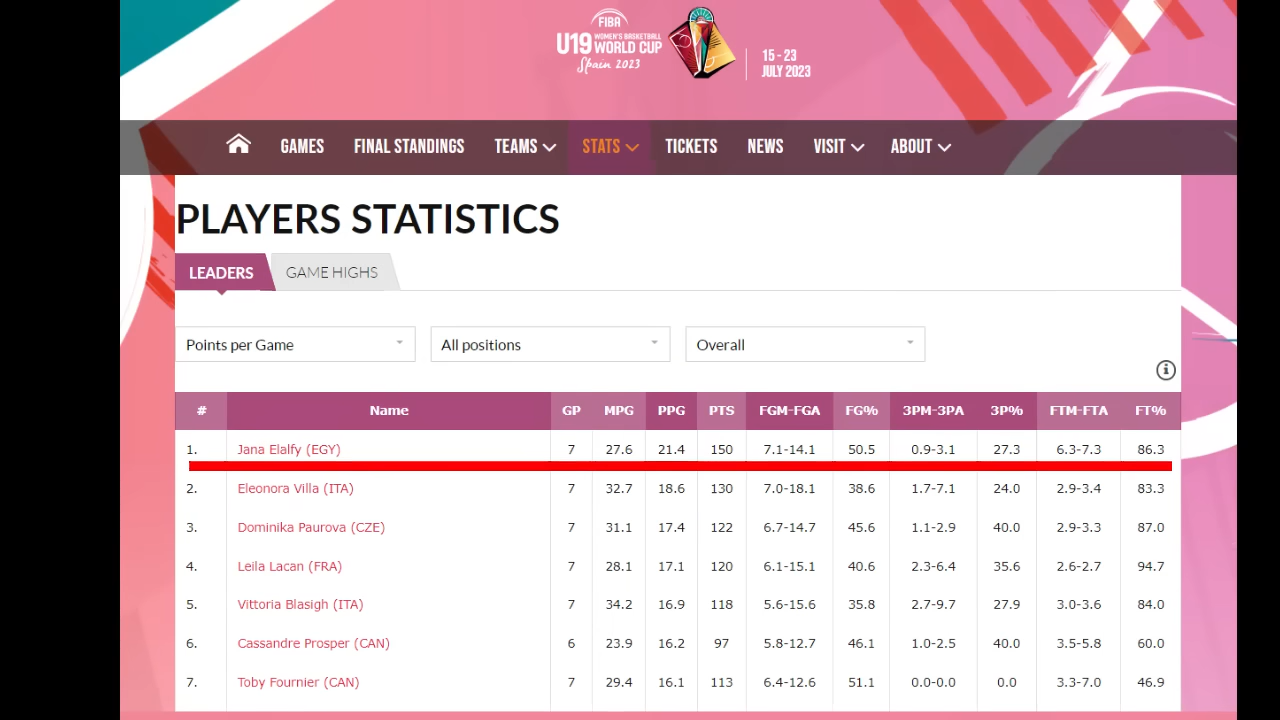 FIBA
U19 WOMEN'S BASKETBALL WORLD CUP
Spain 2023
15 - 23
JULY 2023
GAMES FINAL STANDINGS TEAMS STATS TICKETS NEWS VISIT ABOUT
PLAYERS STATISTICS
LEADERS GAME HIGHS
Points per Game All positions Overall
# Name GP MPG PPG PTS FGM-FGA FG% 3PM-3PA 3P% FTM-FTA FT%
1. Jana Elalfy (EGY) 7 27.6 21.4 150 7.1-14.1 50.5 0.9-3.1 27.3 6.3-7.3 86.3
2. Eleonora Villa (ITA) 7 32.7 18.6 130 7.0-18.1 38.6 1.7-7.1 24.0 2.9-3.4 83.3
3. Dominika Paurova (CZE) 7 31.1 17.4 122 6.7-14.7 45.6 1.1-2.9 40.0 2.9-3.3 87.0
4. Leila Lacan (FRA) 7 28.1 17.1 120 6.1-15.1 40.6 2.3-6.4 35.6 2.6-2.7 94.7
5. Vittoria Blasigh (ITA) 7 34.2 16.9 118 5.6-15.6 35.8 2.7-9.7 27.9 3.0-3.6 84.0
6. Cassandre Prosper (CAN) 6 23.9 16.2 97 5.8-12.7 46.1 1.0-2.5 40.0 3.5-5.8 60.0
7. Toby Fournier (CAN) 7 29.4 16.1 113 6.4-12.6 51.1 0.0-0.0 0.0 3.3-7.0 46.9